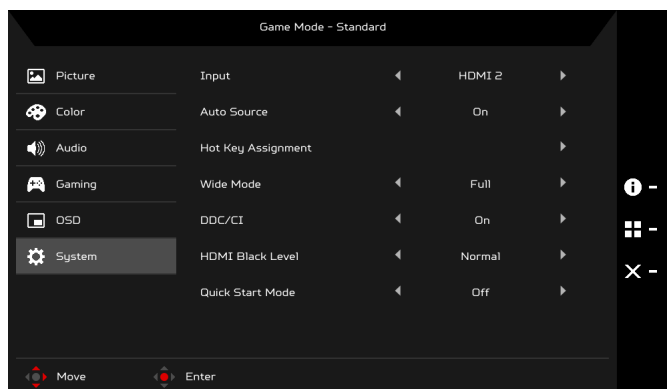 Game Mode - Standard
Picture Input HDMI 2
Color Auto Source On
Audio Hot Key Assignment
Gaming Wide Mode Full
OSD DDC/CI On
System HDMI Black Level Normal
Quick Start Mode Off
Move Enter